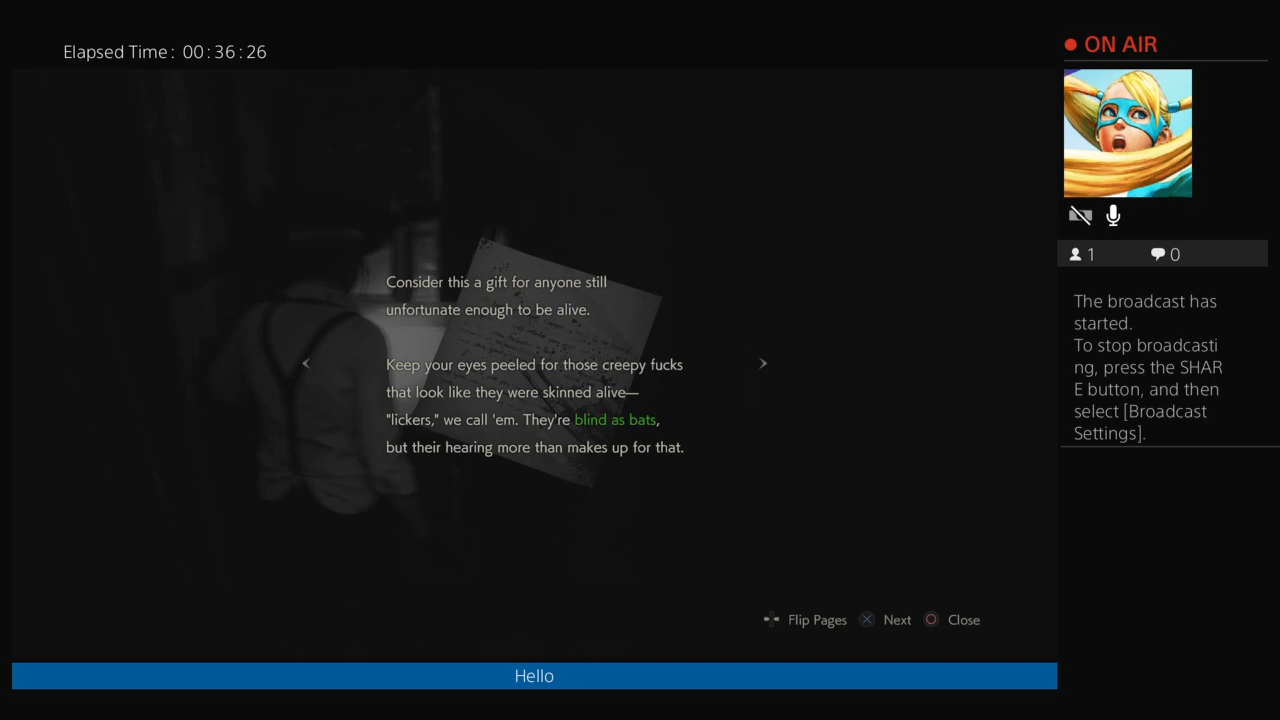 Elapsed Time: 00:36:26
ON AIR
1
0
The broadcast has
started.
To stop broadcasti
ng, press the SHAR
E button, and then
select [Broadcast
Settings].
Consider this a gift for anyone still
unfortunate enough to be alive.
Keep your eyes peeled for those creepy fucks
that look like they were skinned alive—
"lickers," we call 'em. They're blind as bats,
but their hearing more than makes up for that.
Flip Pages
Next
Close
Hello